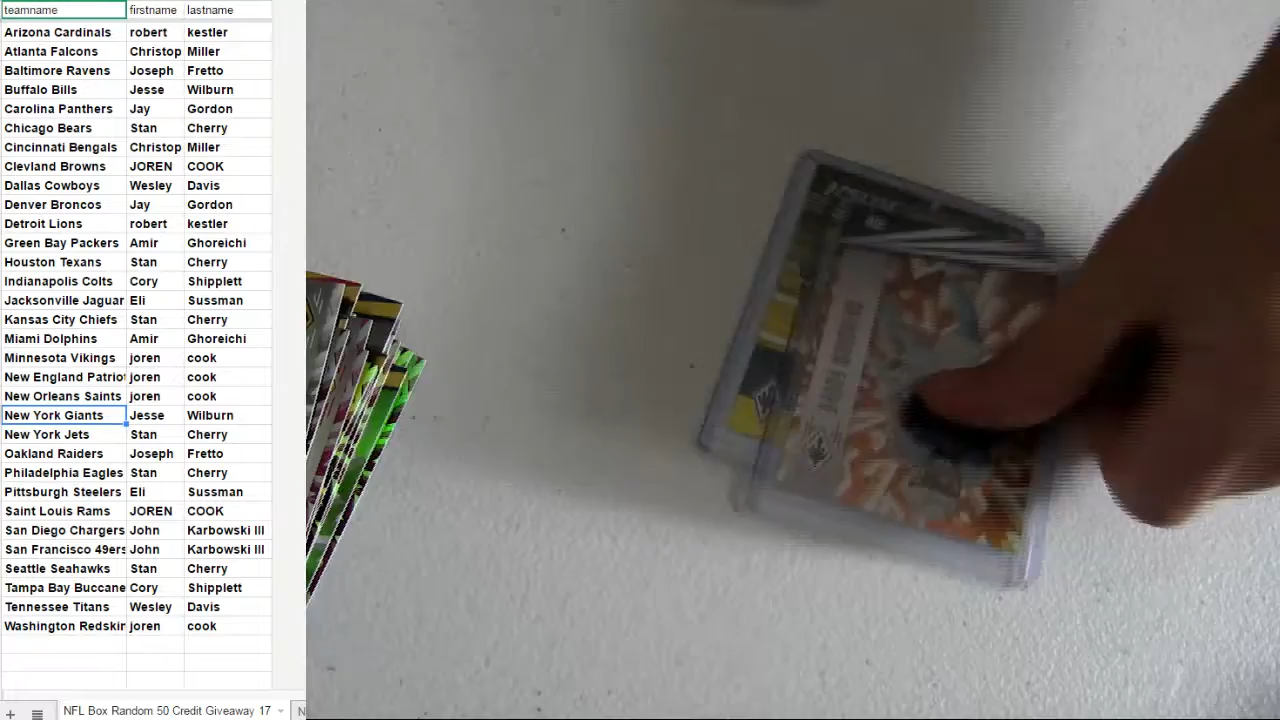 teamname firstname lastname
Arizona Cardinals robert kestler
Atlanta Falcons Christop Miller
Baltimore Ravens Joseph Fretto
Buffalo Bills Jesse Wilburn
Carolina Panthers Jay Gordon
Chicago Bears Stan Cherry
Cincinnati Bengals Christop Miller
Clevland Browns JOREN COOK
Dallas Cowboys Wesley Davis
Denver Broncos Jay Gordon
Detroit Lions robert kestler
Green Bay Packers Amir Ghoreichi
Houston Texans Stan Cherry
Indianapolis Colts Cory Shipplett
Jacksonville Jaguar Eli Sussman
Kansas City Chiefs Stan Cherry
Miami Dolphins Amir Ghoreichi
Minnesota Vikings joren cook
New England Patriot joren cook
New Orleans Saints joren cook
New York Giants Jesse Wilburn
New York Jets Stan Cherry
Oakland Raiders Joseph Fretto
Philadelphia Eagles Stan Cherry
Pittsburgh Steelers Eli Sussman
Saint Louis Rams JOREN COOK
San Diego Chargers John Karbowski III
San Francisco 49ers John Karbowski III
Seattle Seahawks Stan Cherry
Tampa Bay Buccane Cory Shipplett
Tennessee Titans Wesley Davis
Washington Redskin joren cook
NFL Box Random 50 Credit Giveaway 17 N